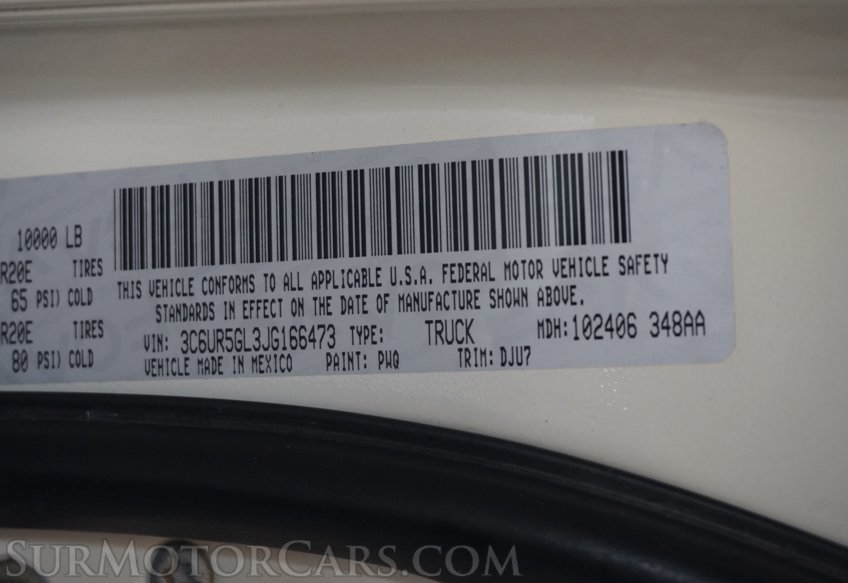 10000 LB
R20E TIRES
65 PSI) COLD
R20E TIRES
80 PSI) COLD
THIS VEHICLE CONFORMS TO ALL APPLICABLE U.S.A. FEDERAL MOTOR VEHICLE SAFETY
STANDARDS IN EFFECT ON THE DATE OF MANUFACTURE SHOWN ABOVE.
VIN: 3C6UR5GL3JG166473 TYPE: TRUCK MDH: 102406 348AA
VEHICLE MADE IN MEXICO PAINT: PWQ TRIM: DJU7
SURMOTORCARS.COM